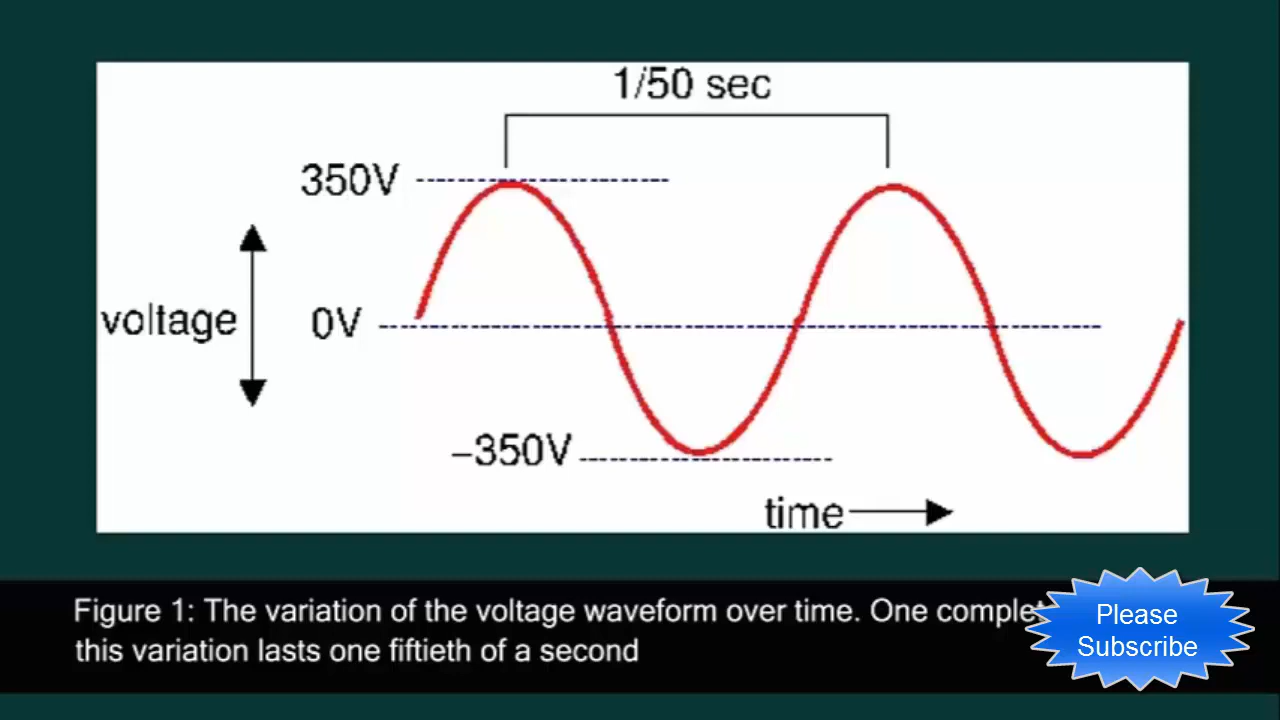 1/50 sec
350V
voltage
0V
–350V
time
Figure 1: The variation of the voltage waveform over time. One
this variation lasts one fiftieth of a second
Please
Subscribe